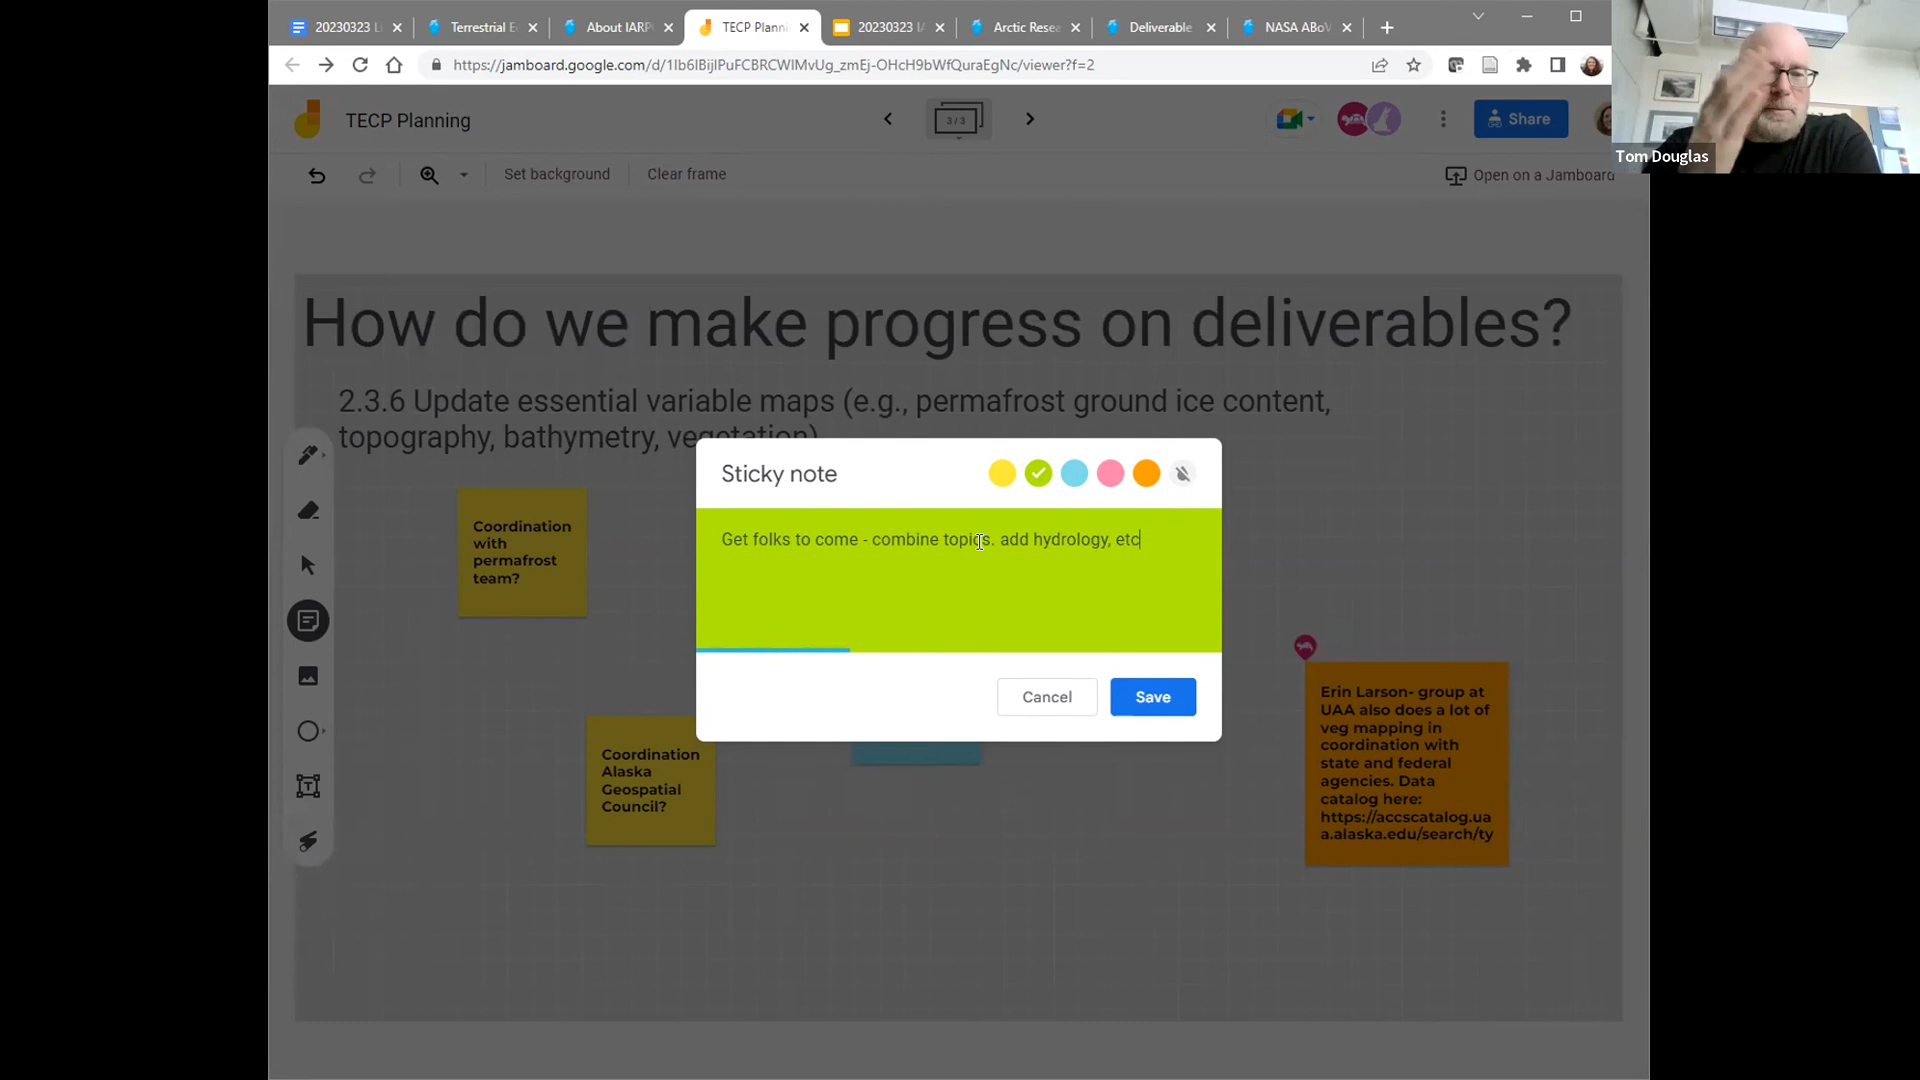 20230323 L
Terrestrial E
About IARP
TECP Planni
20230323 IA
Arctic Resea
Deliverable
NASA ABoV
https://jamboard.google.com/d/1Ib6lBijlPuFCBRCWlMvUg_zmEj-OHcH9bWfQuraEgNc/viewer?f=2
TECP Planning
3 / 3
Share
Tom Douglas
Set background
Clear frame
Open on a Jamboard
How do we make progress on deliverables?
2.3.6 Update essential variable maps (e.g., permafrost ground ice content,
topography, bathymetry, vegetation)
Sticky note
Get folks to come - combine topics. add hydrology, etc
Cancel
Save
Coordination
with
permafrost
team?
Coordination
Alaska
Geospatial
Council?
Erin Larson- group at
UAA also does a lot of
veg mapping in
coordination with
state and federal
agencies. Data
catalog here:
https://accscatalog.ua
a.alaska.edu/search/ty